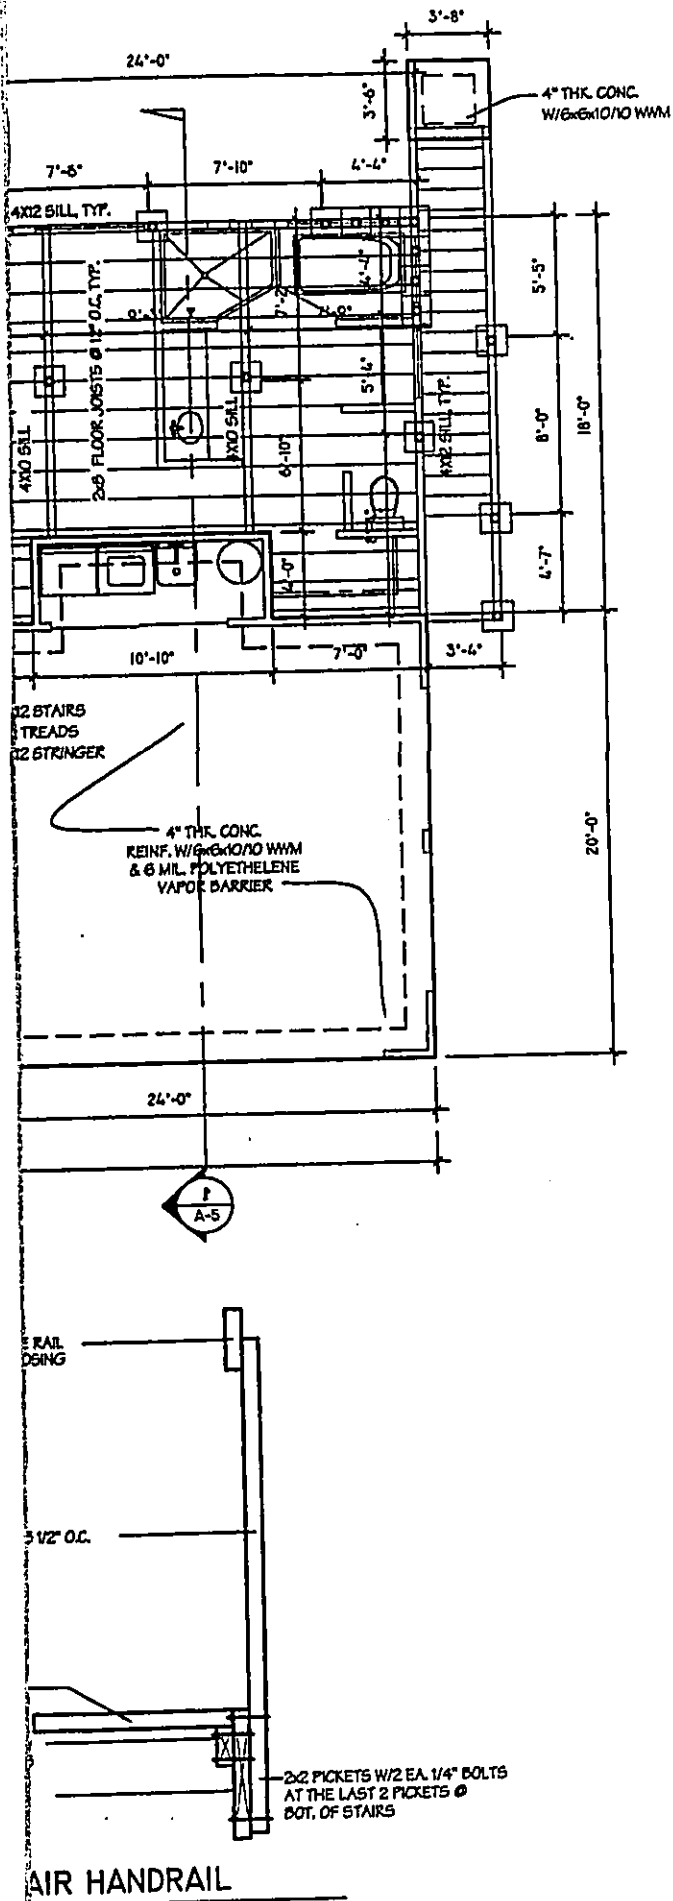 3'-8"
24'-0"
3'-6"
4" THK. CONC.
W/6x6x10/10 WWM
7'-10"
4'-4"
4X12 SILL, TYP.
2x8 FLOOR JOISTS @ 12" O.C. TYP.
4X10 SILL
4X10 SILL
4X12 SILL, TYP.
5'-4"
6'-10"
5'-5"
8'-0"
18'-0"
4'-7"
10'-10"
7'-0"
3'-4"
12 STAIRS
TREADS
12 STRINGER
4" THK. CONC.
REINF. W/6x6x10/10 WWM
& 6 MIL. POLYETHELENE
VAPOR BARRIER
20'-0"
24'-0"
1
A-5
RAIL
OSING
1/2" O.C.
2x2 PICKETS W/2 EA. 1/4" BOLTS
AT THE LAST 2 PICKETS @
BOT. OF STAIRS
AIR HANDRAIL